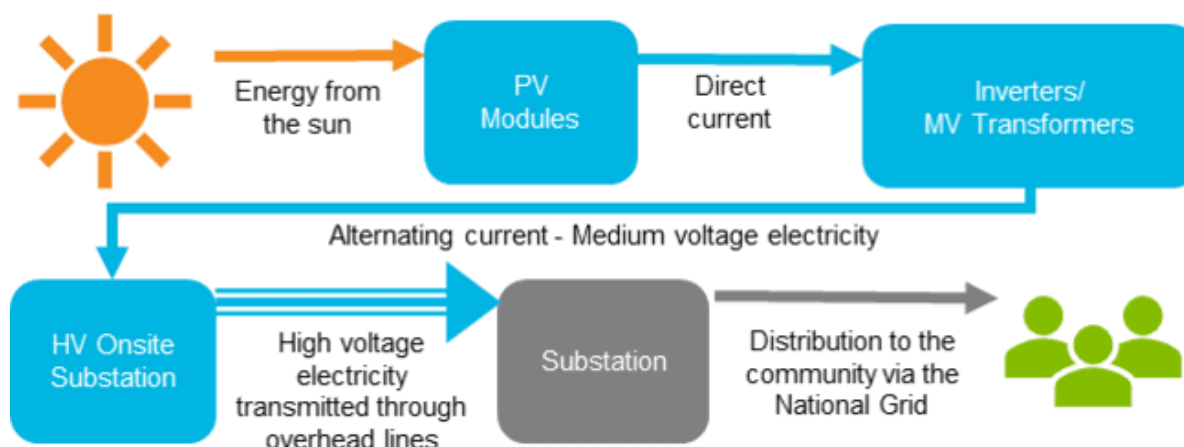 Energy from
the sun
PV
Modules
Direct
current
Inverters/
MV Transformers
Alternating current - Medium voltage electricity
HV Onsite
Substation
High voltage
electricity
transmitted through
overhead lines
Substation
Distribution to the
community via the
National Grid